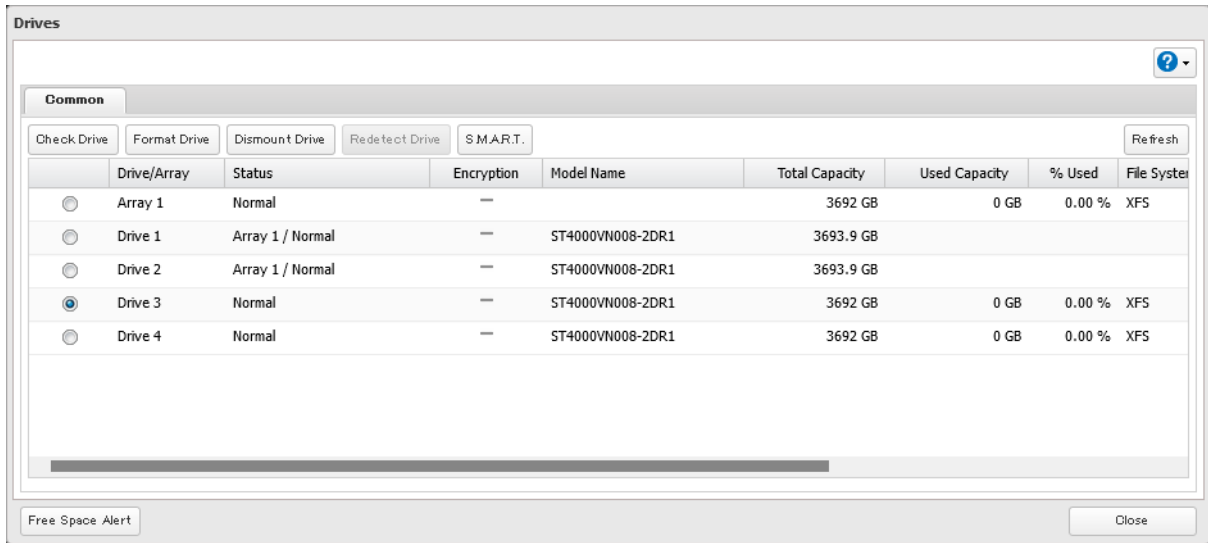 Drives
?
Common
Check Drive Format Drive Dismount Drive Redetect Drive S.M.A.R.T. Refresh
Drive/Array Status Encryption Model Name Total Capacity Used Capacity % Used File System
Array 1 Normal — 3692 GB 0 GB 0.00 % XFS
Drive 1 Array 1 / Normal — ST4000VN008-2DR1 3693.9 GB
Drive 2 Array 1 / Normal — ST4000VN008-2DR1 3693.9 GB
Drive 3 Normal — ST4000VN008-2DR1 3692 GB 0 GB 0.00 % XFS
Drive 4 Normal — ST4000VN008-2DR1 3692 GB 0 GB 0.00 % XFS
Free Space Alert Close